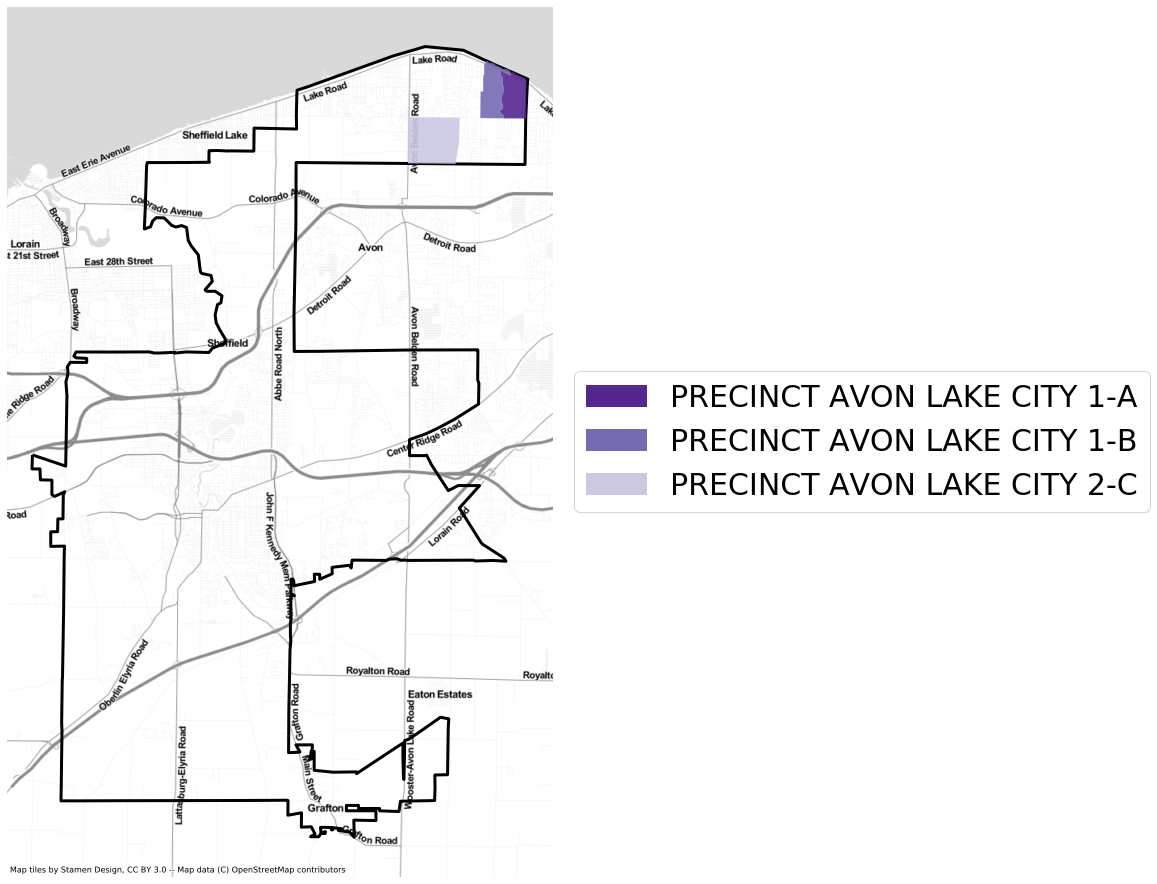 Lake Road
Lake Road
Lak
Avon Belden Road
Sheffield Lake
East Erie Avenue
Colorado Avenue
Colorado Avenue
Broadway
Lorain
t 21st Street
East 28th Street
Avon
Detroit Road
Detroit Road
Broadway
Sheffield
Abbe Road North
Avon Belden Road
e Ridge Road
Center Ridge Road
PRECINCT AVON LAKE CITY 1-A
PRECINCT AVON LAKE CITY 1-B
PRECINCT AVON LAKE CITY 2-C
Road
John F Kennedy Mem Parkway
Lorain Road
Oberlin Elyria Road
Royalton Road
Royalto
Eaton Estates
Grafton Road
Lattasburg-Elyria Road
Main Street
Wooster-Avon Lake Road
Grafton
Grafton Road
Map tiles by Stamen Design, CC BY 3.0 -- Map data (C) OpenStreetMap contributors